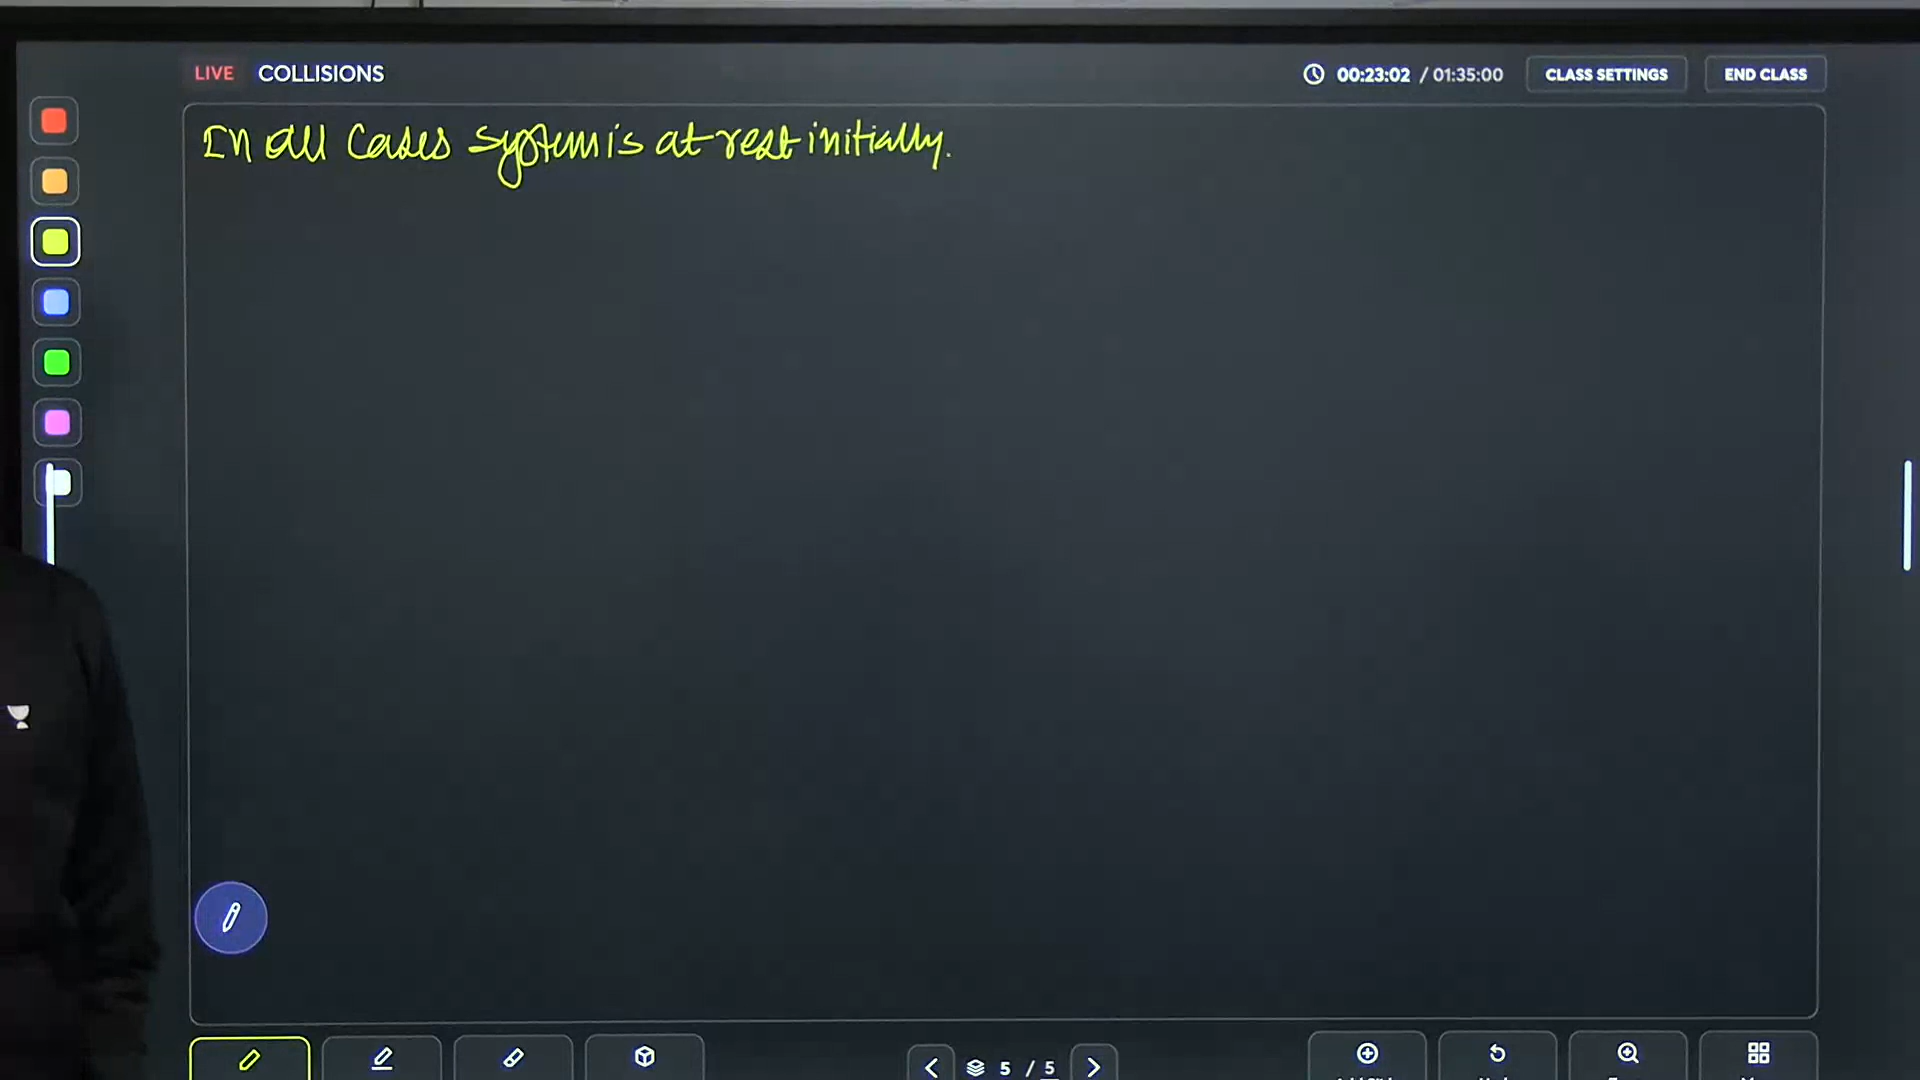 LIVE COLLISIONS 00:23:02 / 01:35:00 CLASS SETTINGS END CLASS
In all Cases system is at rest initially.
5 / 5